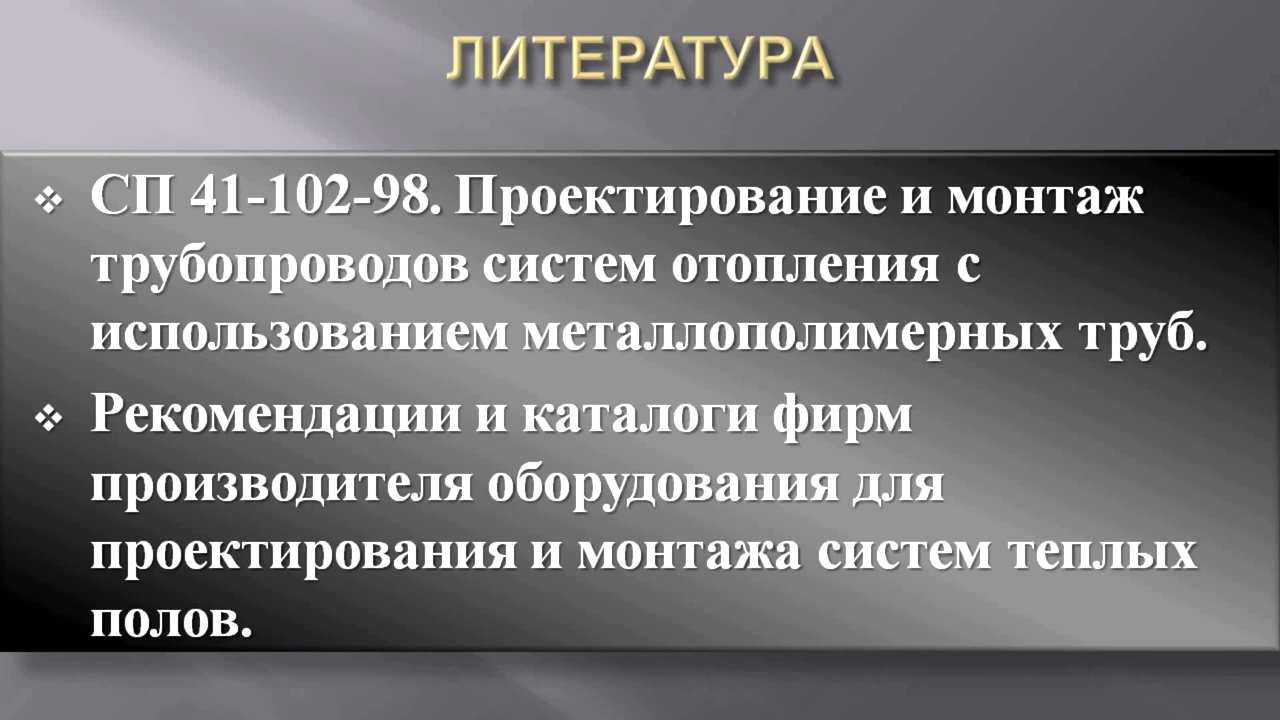 ЛИТЕРАТУРА
❖ СП 41-102-98. Проектирование и монтаж
трубопроводов систем отопления с
использованием металлополимерных труб.
❖ Рекомендации и каталоги фирм
производителя оборудования для
проектирования и монтажа систем теплых
полов.